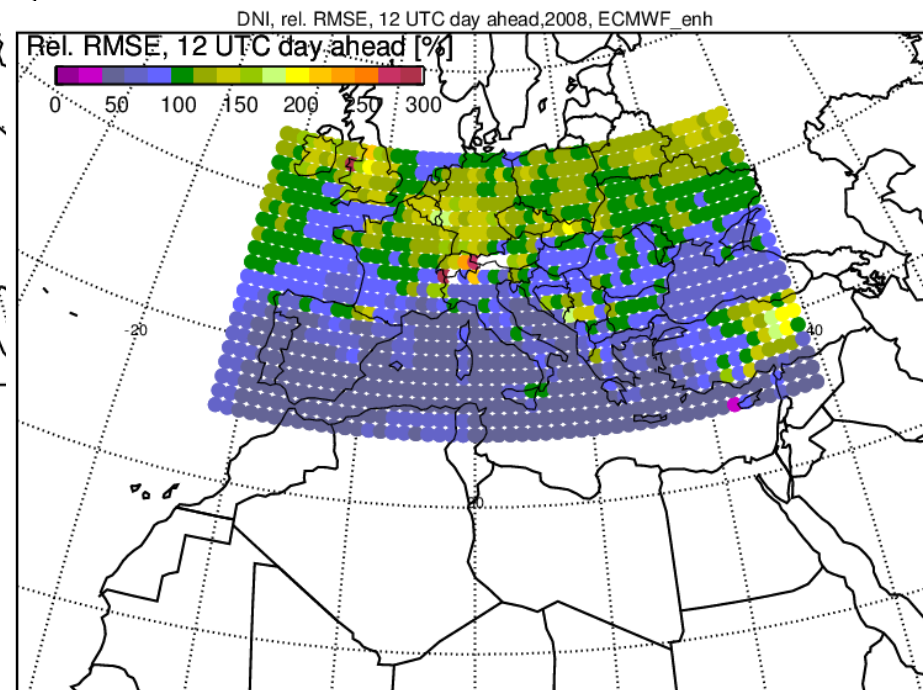 DNI, rel. RMSE, 12 UTC day ahead,2008, ECMWF_enh
Rel. RMSE, 12 UTC day ahead [%]
0 50 100 150 200 250 300
-20
40